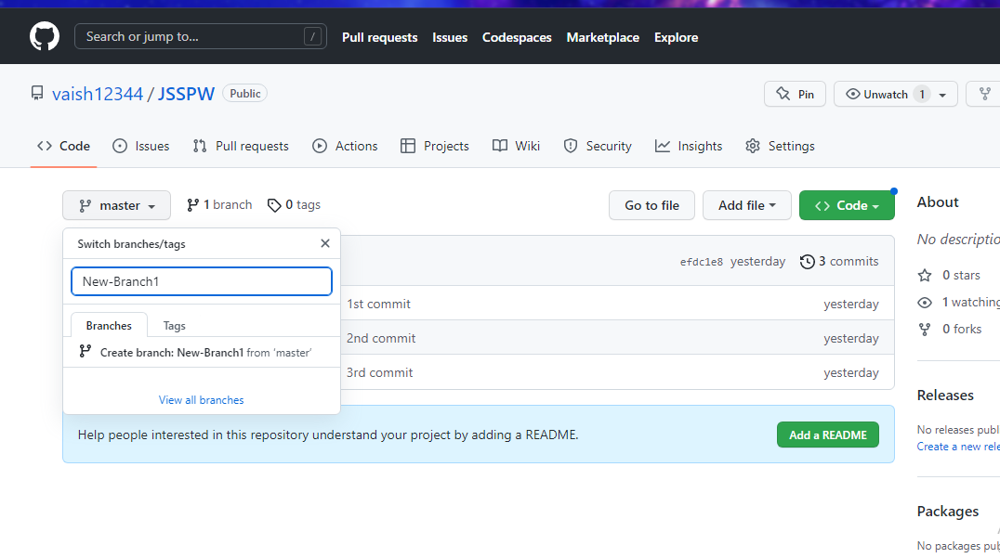 Search or jump to... / Pull requests Issues Codespaces Marketplace Explore
vaish12344 / JSSPW Public Pin Unwatch 1
Code Issues Pull requests Actions Projects Wiki Security Insights Settings
master 1 branch 0 tags Go to file Add file Code
Switch branches/tags
New-Branch1
Branches Tags
Create branch: New-Branch1 from ‘master’
View all branches
efdc1e8 yesterday 3 commits
1st commit yesterday
2nd commit yesterday
3rd commit yesterday
Help people interested in this repository understand your project by adding a README. Add a README
About
No descriptio
0 stars
1 watching
0 forks
Releases
No releases publ
Create a new rele
Packages
No packages pub